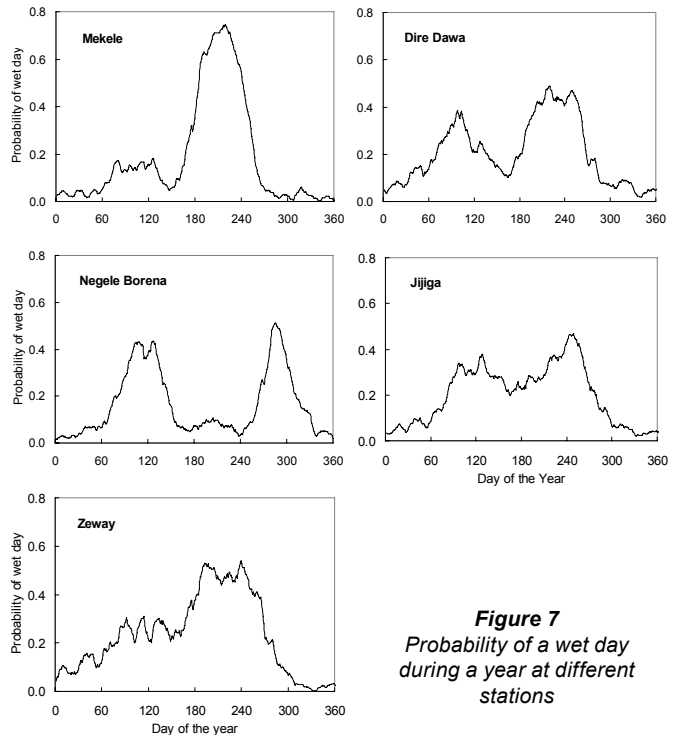 Mekele
Probability of wet day
0.8
0.6
0.4
0.2
0.0
0 60 120 180 240 300 360
Dire Dawa
0.8
0.6
0.4
0.2
0.0
0 60 120 180 240 300 360
Negele Borena
Probability of wet day
0.8
0.6
0.4
0.2
0.0
0 60 120 180 240 300 360
Jijiga
0.8
0.6
0.4
0.2
0.0
0 60 120 180 240 300 360
Day of the Year
Zeway
Probability of wet day
0.8
0.6
0.4
0.2
0.0
0 60 120 180 240 300 360
Day of the year
Figure 7
Probability of a wet day
during a year at different
stations